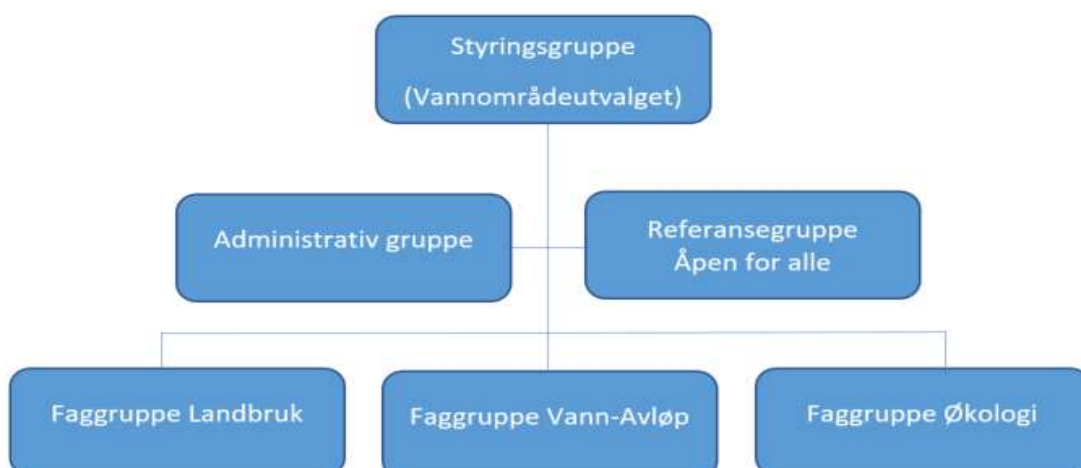 Styringsgruppe
(Vannområdeutvalget)
Administrativ gruppe
Referansegruppe
Åpen for alle
Faggruppe Landbruk
Faggruppe Vann-Avløp
Faggruppe Økologi